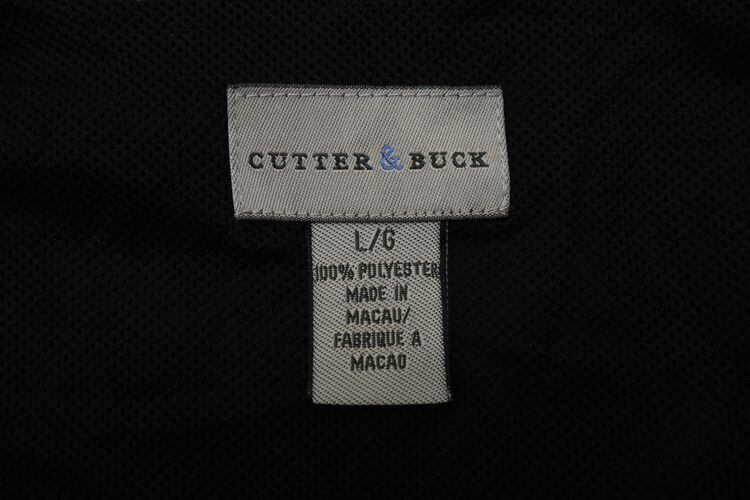 CUTTER & BUCK
L/G
100% POLYESTER
MADE IN
MACAU/
FABRIQUE A
MACAO